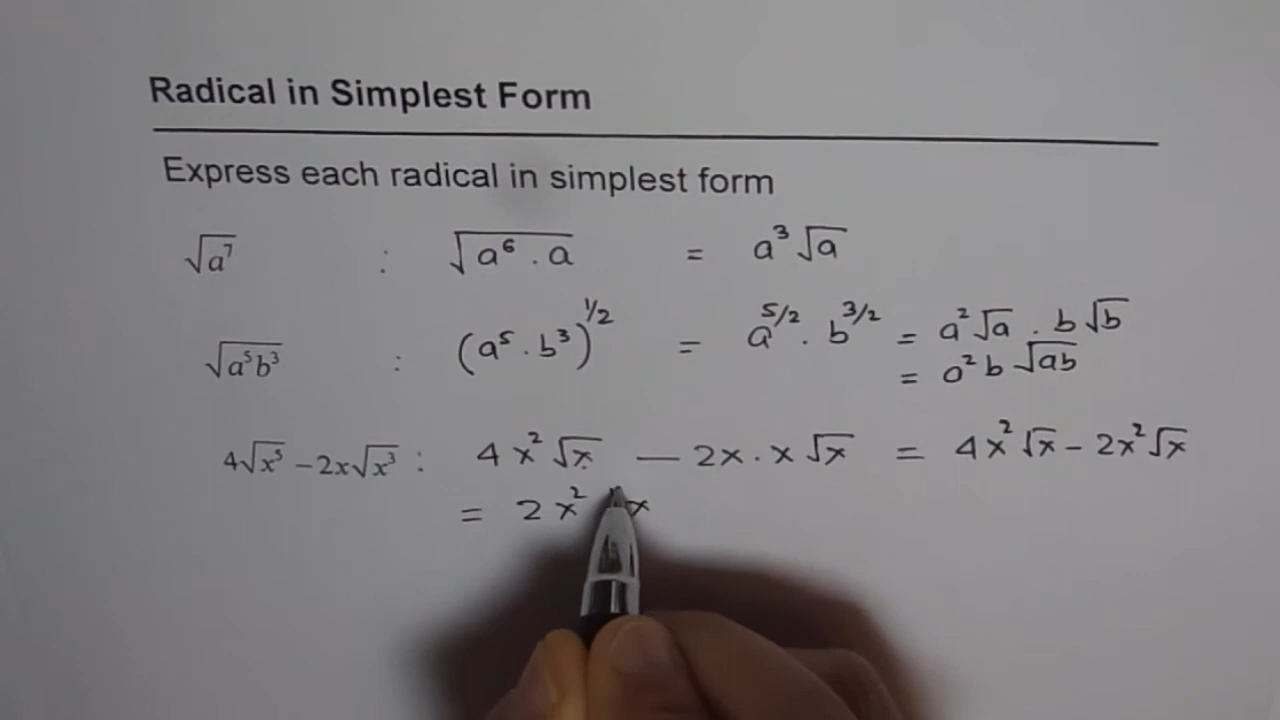 Radical in Simplest Form
Express each radical in simplest form
√a⁷ : √(a⁶ . a) = a³ √a
√(a⁵b³) : (a⁵ . b³)^1/2 = a^5/2 . b^3/2 = a² √a . b √b
= a² b √(ab)
4√x⁵ – 2x√x³ : 4x² √x — 2x . x √x = 4x² √x – 2x² √x
= 2x² x